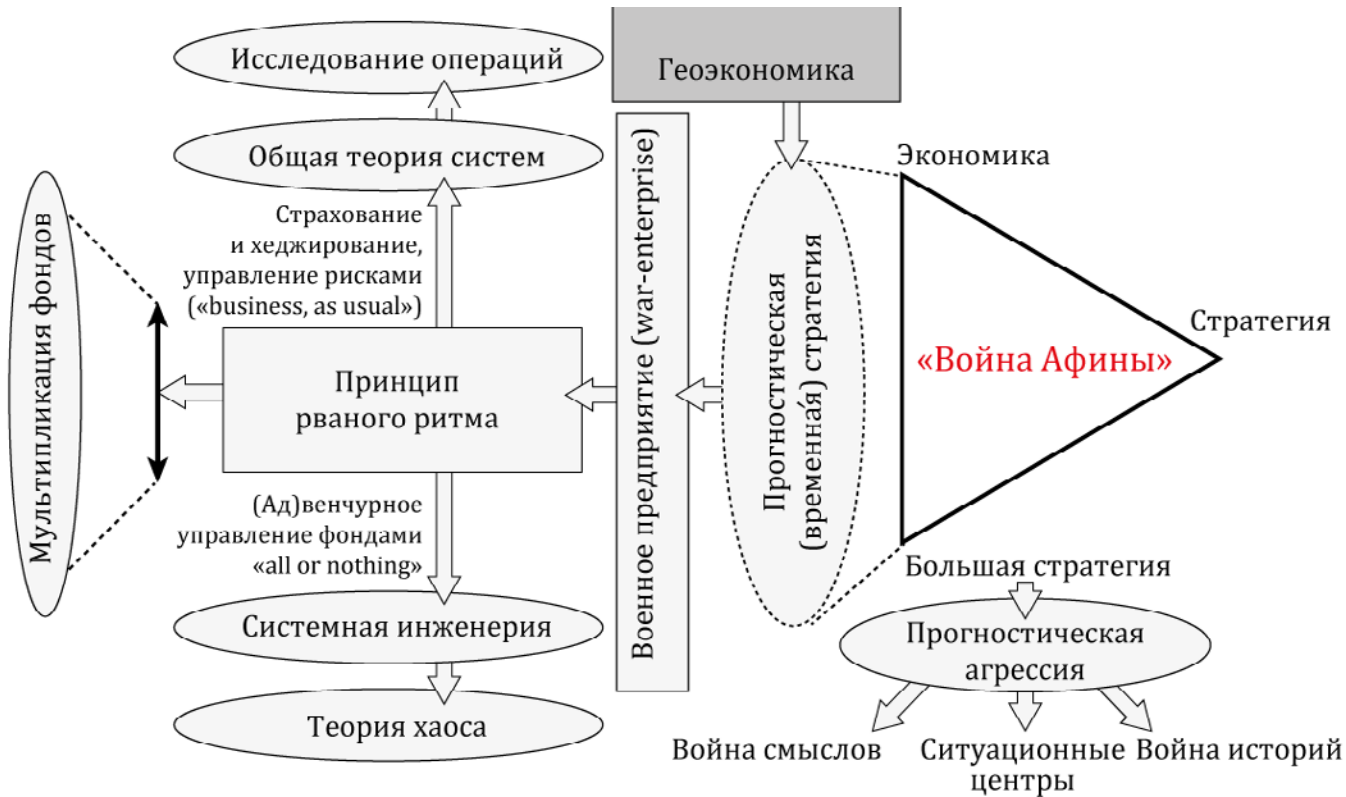 Исследование операций
Геоэкономика
Общая теория систем
Экономика
Страхование
и хеджирование,
управление рисками
(«business, as usual»)
Мультипликация фондов
Принцип
рваного ритма
Военное предприятие (war-enterprise)
Прогностическая
(временна́я) стратегия
«Война Афины»
Стратегия
(Ад)венчурное
управление фондами
«all or nothing»
Системная инженерия
Теория хаоса
Большая стратегия
Прогностическая
агрессия
Война смыслов
Ситуационные
центры
Война историй